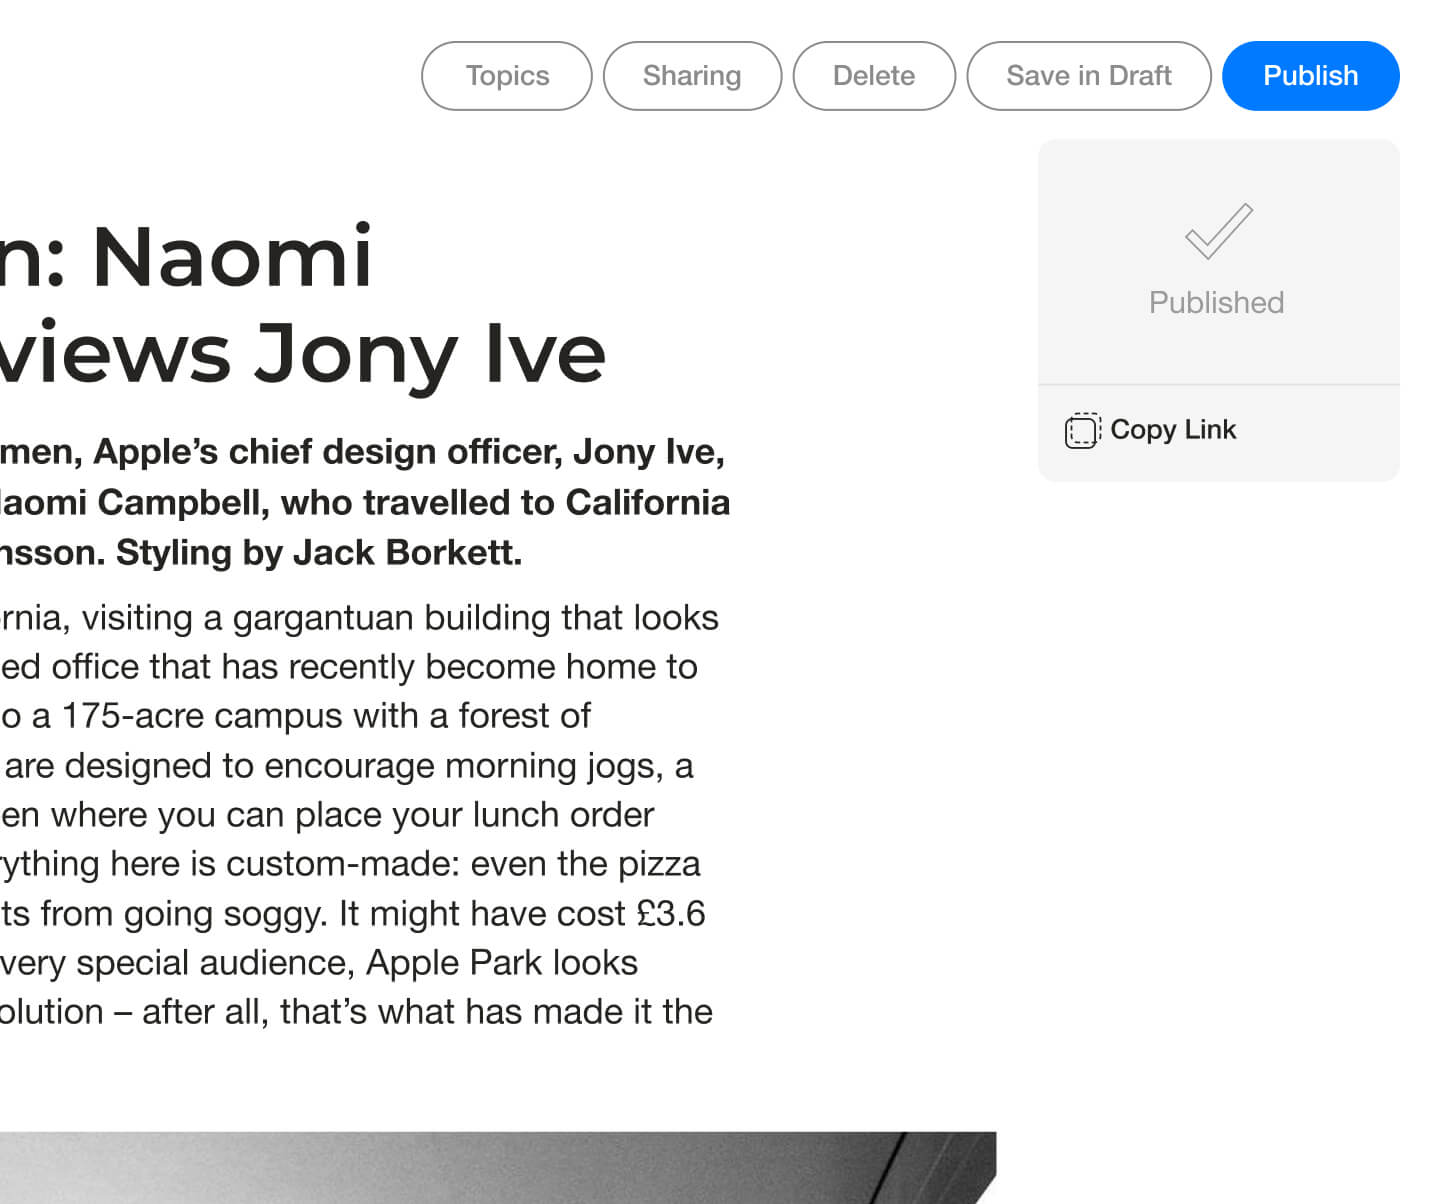 Topics
Sharing
Delete
Save in Draft
Publish
Published
Copy Link
n: Naomi
views Jony Ive
men, Apple’s chief design officer, Jony Ive,
aomi Campbell, who travelled to California
nsson. Styling by Jack Borkett.
rnia, visiting a gargantuan building that looks
ed office that has recently become home to
o a 175-acre campus with a forest of
are designed to encourage morning jogs, a
en where you can place your lunch order
ything here is custom-made: even the pizza
ts from going soggy. It might have cost £3.6
very special audience, Apple Park looks
olution – after all, that’s what has made it the